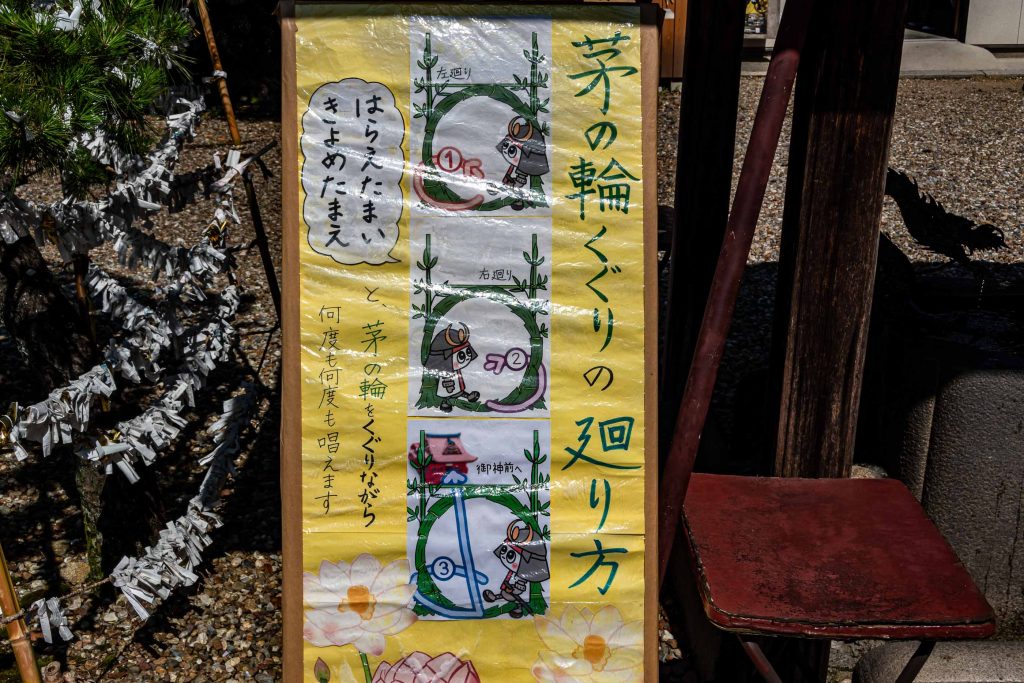 茅の輪くぐりの廻り方
左廻り
①
右廻り
②
御神前へ
③
はらえたまい
きよめたまえ
と、茅の輪をくぐりながら
何度も何度も唱えます